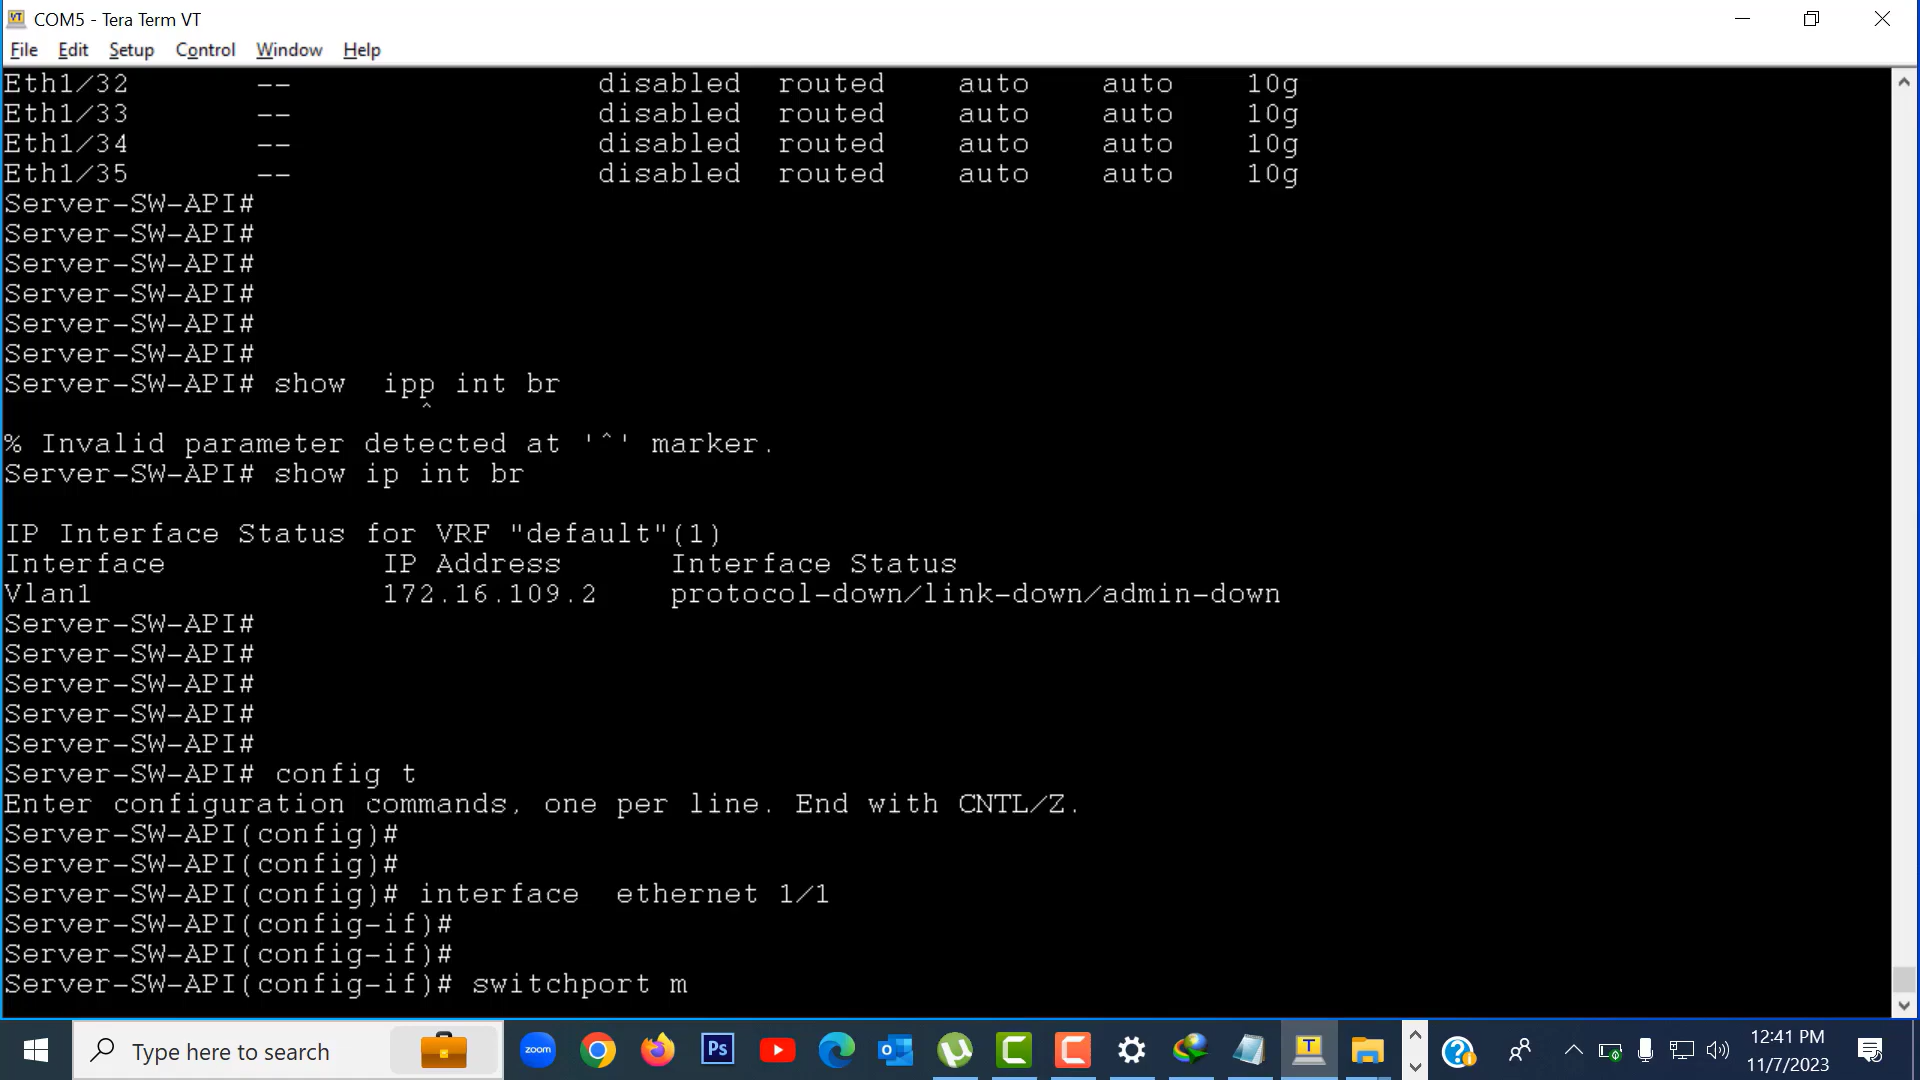 COM5 - Tera Term VT
File Edit Setup Control Window Help
Eth1/32 -- disabled routed auto auto 10g
Eth1/33 -- disabled routed auto auto 10g
Eth1/34 -- disabled routed auto auto 10g
Eth1/35 -- disabled routed auto auto 10g
Server-SW-API#
Server-SW-API#
Server-SW-API#
Server-SW-API#
Server-SW-API#
Server-SW-API#
Server-SW-API# show  ipp int br
^
% Invalid parameter detected at '^' marker.
Server-SW-API# show ip int br
IP Interface Status for VRF "default"(1)
Interface IP Address Interface Status
Vlan1 172.16.109.2 protocol-down/link-down/admin-down
Server-SW-API#
Server-SW-API#
Server-SW-API#
Server-SW-API#
Server-SW-API#
Server-SW-API# config t
Enter configuration commands, one per line. End with CNTL/Z.
Server-SW-API(config)#
Server-SW-API(config)#
Server-SW-API(config)# interface  ethernet 1/1
Server-SW-API(config-if)#
Server-SW-API(config-if)#
Server-SW-API(config-if)# switchport m
Type here to search
zoom
Ps
T
12:41 PM
11/7/2023